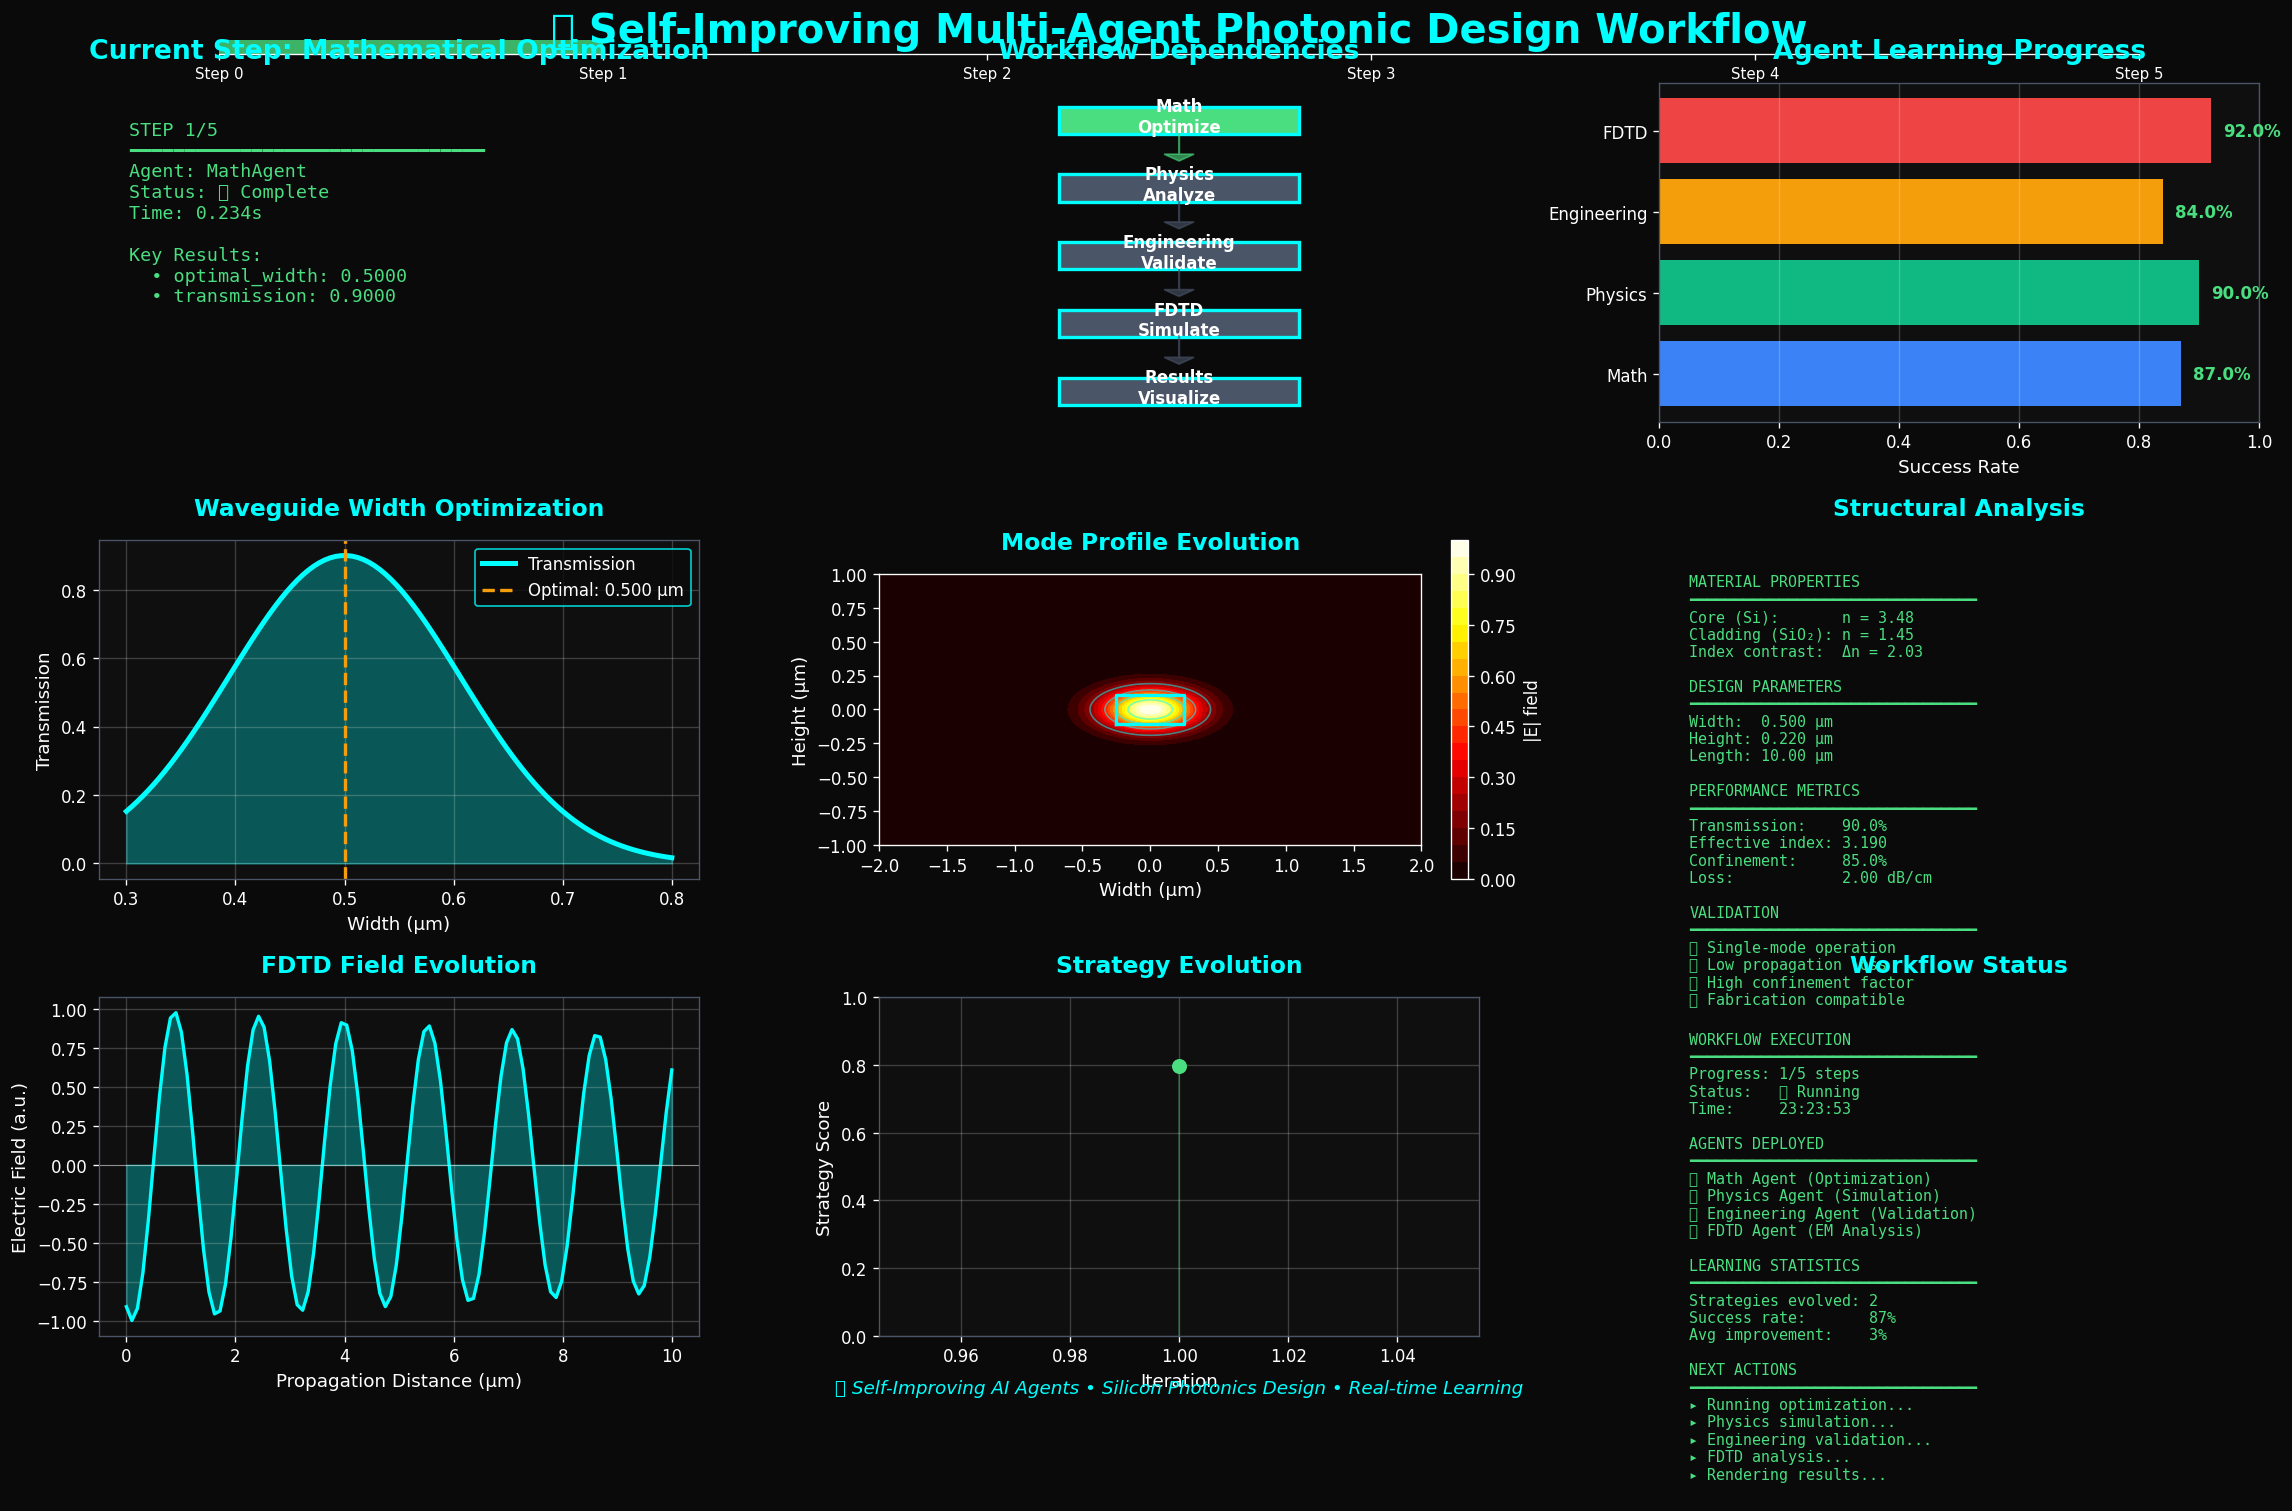 Self-Improving Multi-Agent Photonic Design Workflow
Current Step: Mathematical Optimization
Workflow Dependencies
Agent Learning Progress
Step 0
Step 1
Step 2
Step 3
Step 4
Step 5
STEP 1/5
Agent: MathAgent
Status: Complete
Time: 0.234s
Key Results:
• optimal_width: 0.5000
• transmission: 0.9000
Math
Optimize
Physics
Analyze
Engineering
Validate
FDTD
Simulate
Results
Visualize
FDTD
92.0%
Engineering
84.0%
Physics
90.0%
Math
87.0%
0.0 0.2 0.4 0.6 0.8 1.0
Success Rate
Waveguide Width Optimization
Transmission
Optimal: 0.500 µm
0.8
0.6
0.4
0.2
0.0
Transmission
0.3 0.4 0.5 0.6 0.7 0.8
Width (µm)
Mode Profile Evolution
1.00
0.75
0.50
0.25
0.00
−0.25
−0.50
−0.75
−1.00
Height (µm)
−2.0 −1.5 −1.0 −0.5 0.0 0.5 1.0 1.5 2.0
Width (µm)
0.90
0.75
0.60
0.45
0.30
0.15
0.00
|E| field
Structural Analysis
MATERIAL PROPERTIES
Core (Si): n = 3.48
Cladding (SiO₂): n = 1.45
Index contrast: Δn = 2.03
DESIGN PARAMETERS
Width: 0.500 µm
Height: 0.220 µm
Length: 10.00 µm
PERFORMANCE METRICS
Transmission: 90.0%
Effective index: 3.190
Confinement: 85.0%
Loss: 2.00 dB/cm
VALIDATION
Single-mode operation
Low propagation loss
High confinement factor
Fabrication compatible
FDTD Field Evolution
1.00
0.75
0.50
0.25
0.00
−0.25
−0.50
−0.75
−1.00
Electric Field (a.u.)
0 2 4 6 8 10
Propagation Distance (µm)
Strategy Evolution
1.0
0.8
0.6
0.4
0.2
0.0
Strategy Score
0.96 0.98 1.00 1.02 1.04
Iteration
Workflow Status
WORKFLOW EXECUTION
Progress: 1/5 steps
Status: Running
Time: 23:23:53
AGENTS DEPLOYED
Math Agent (Optimization)
Physics Agent (Simulation)
Engineering Agent (Validation)
FDTD Agent (EM Analysis)
LEARNING STATISTICS
Strategies evolved: 2
Success rate: 87%
Avg improvement: 3%
NEXT ACTIONS
▸ Running optimization...
▸ Physics simulation...
▸ Engineering validation...
▸ FDTD analysis...
▸ Rendering results...
Self-Improving AI Agents • Silicon Photonics Design • Real-time Learning